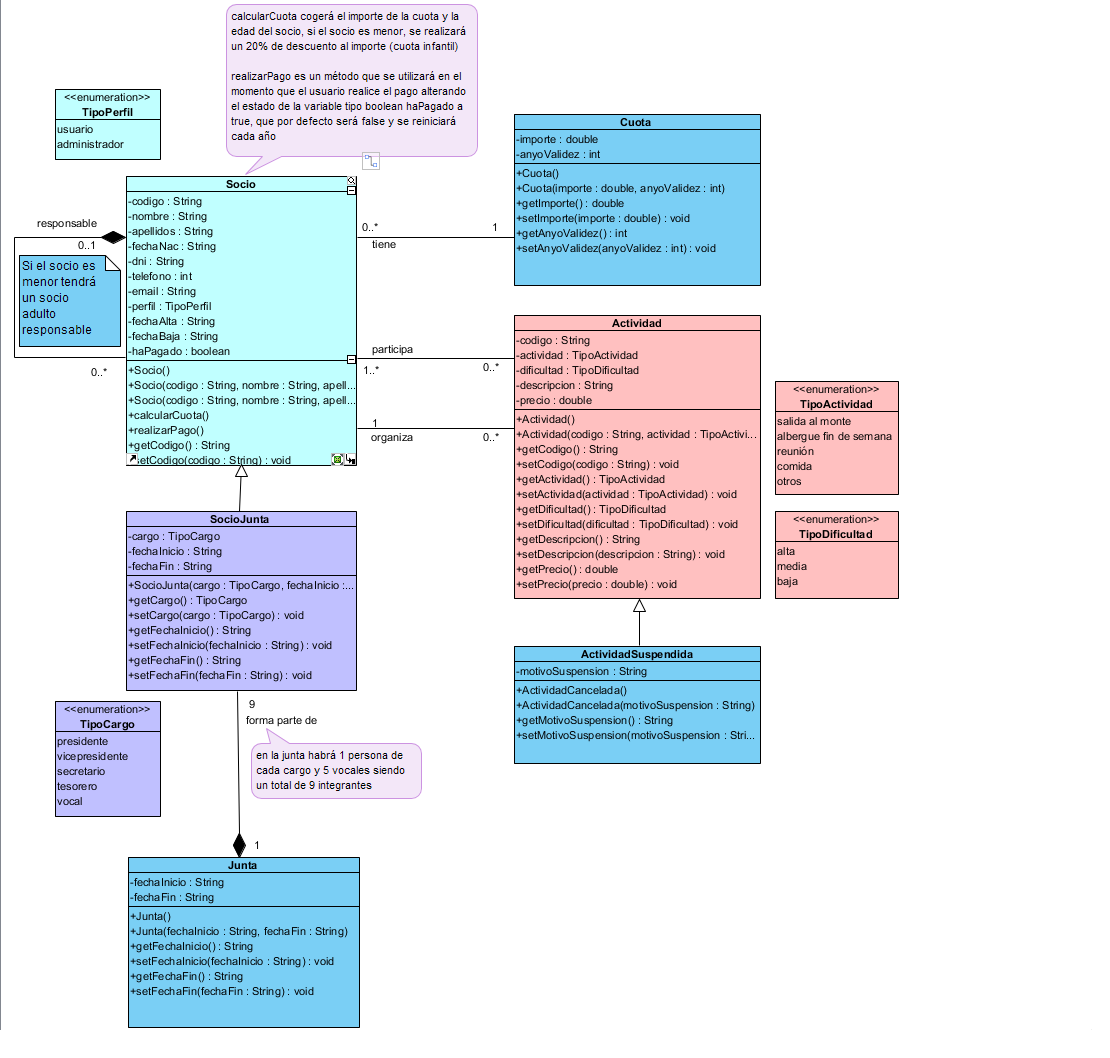 calcularCuota cogerá el importe de la cuota y la
edad del socio, si el socio es menor, se realizará
un 20% de descuento al importe (cuota infantil)
realizarPago es un método que se utilizará en el
momento que el usuario realice el pago alterando
el estado de la variable tipo boolean haPagado a
true, que por defecto será false y se reiniciará
cada año
<<enumeration>>
TipoPerfil
usuario
administrador
Socio
-codigo : String
-nombre : String
-apellidos : String
-fechaNac : String
-dni : String
-telefono : int
-email : String
-perfil : TipoPerfil
-fechaAlta : String
-fechaBaja : String
-haPagado : boolean
+Socio()
+Socio(codigo : String, nombre : String, apell...
+Socio(codigo : String, nombre : String, apell...
+calcularCuota()
+realizarPago()
+getCodigo() : String
setCodigo(codigo : String) : void
responsable
0..1
Si el socio es
menor tendrá
un socio
adulto
responsable
0..*
0..*
1
tiene
Cuota
-importe : double
-anyoValidez : int
+Cuota()
+Cuota(importe : double, anyoValidez : int)
+getImporte() : double
+setImporte(importe : double) : void
+getAnyoValidez() : int
+setAnyoValidez(anyoValidez : int) : void
participa
1..*
0..*
1
organiza
0..*
Actividad
-codigo : String
-actividad : TipoActividad
-dificultad : TipoDificultad
-descripcion : String
-precio : double
+Actividad()
+Actividad(codigo : String, actividad : TipoActivi...
+getCodigo() : String
+setCodigo(codigo : String) : void
+getActividad() : TipoActividad
+setActividad(actividad : TipoActividad) : void
+getDificultad() : TipoDificultad
+setDificultad(dificultad : TipoDificultad) : void
+getDescripcion() : String
+setDescripcion(descripcion : String) : void
+getPrecio() : double
+setPrecio(precio : double) : void
<<enumeration>>
TipoActividad
salida al monte
albergue fin de semana
reunión
comida
otros
<<enumeration>>
TipoDificultad
alta
media
baja
SocioJunta
-cargo : TipoCargo
-fechaInicio : String
-fechaFin : String
+SocioJunta(cargo : TipoCargo, fechaInicio :...
+getCargo() : TipoCargo
+setCargo(cargo : TipoCargo) : void
+getFechaInicio() : String
+setFechaInicio(fechaInicio : String) : void
+getFechaFin() : String
+setFechaFin(fechaFin : String) : void
ActividadSuspendida
-motivoSuspension : String
+ActividadCancelada()
+ActividadCancelada(motivoSuspension : String)
+getMotivoSuspension() : String
+setMotivoSuspension(motivoSuspension : Stri...
<<enumeration>>
TipoCargo
presidente
vicepresidente
secretario
tesorero
vocal
9
forma parte de
en la junta habrá 1 persona de
cada cargo y 5 vocales siendo
un total de 9 integrantes
1
Junta
-fechaInicio : String
-fechaFin : String
+Junta()
+Junta(fechaInicio : String, fechaFin : String)
+getFechaInicio() : String
+setFechaInicio(fechaInicio : String) : void
+getFechaFin() : String
+setFechaFin(fechaFin : String) : void